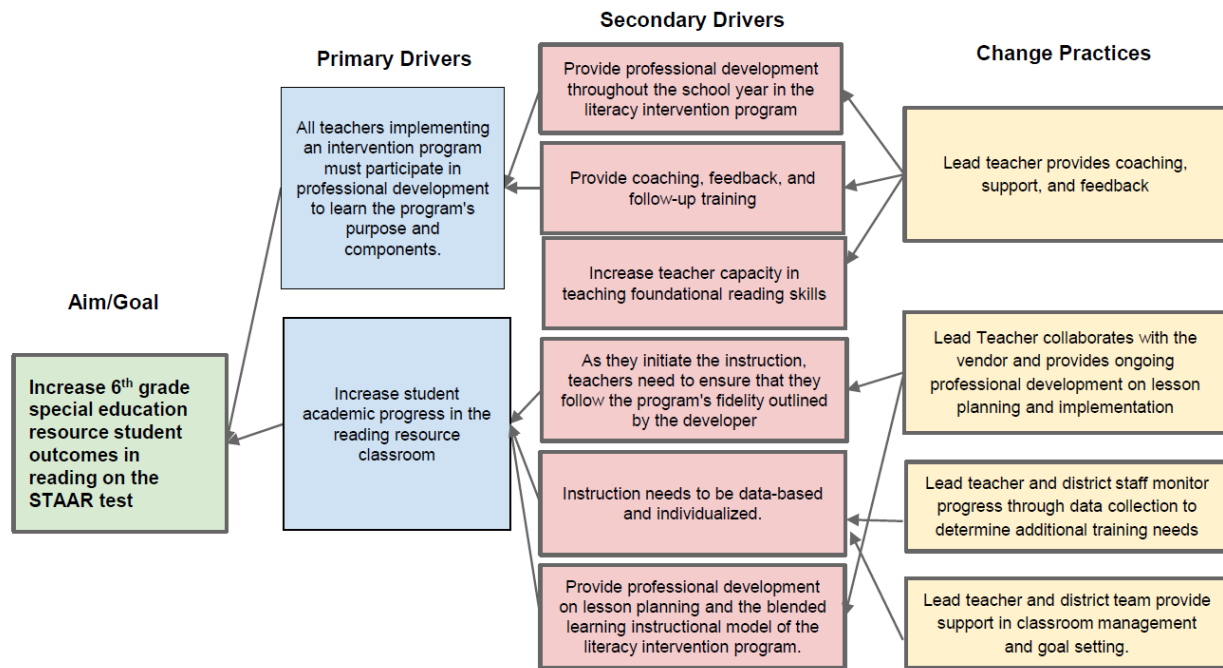 Secondary Drivers
Primary Drivers
Change Practices
Aim/Goal
Increase 6th grade
special education
resource student
outcomes in
reading on the
STAAR test
All teachers implementing
an intervention program
must participate in
professional development
to learn the program's
purpose and
components.
Increase student
academic progress in the
reading resource
classroom
Provide professional development
throughout the school year in the
literacy intervention program
Provide coaching, feedback, and
follow-up training
Increase teacher capacity in
teaching foundational reading skills
As they initiate the instruction,
teachers need to ensure that they
follow the program's fidelity outlined
by the developer
Instruction needs to be data-based
and individualized.
Provide professional development
on lesson planning and the blended
learning instructional model of the
literacy intervention program.
Lead teacher provides coaching,
support, and feedback
Lead Teacher collaborates with the
vendor and provides ongoing
professional development on lesson
planning and implementation
Lead teacher and district staff monitor
progress through data collection to
determine additional training needs
Lead teacher and district team provide
support in classroom management
and goal setting.